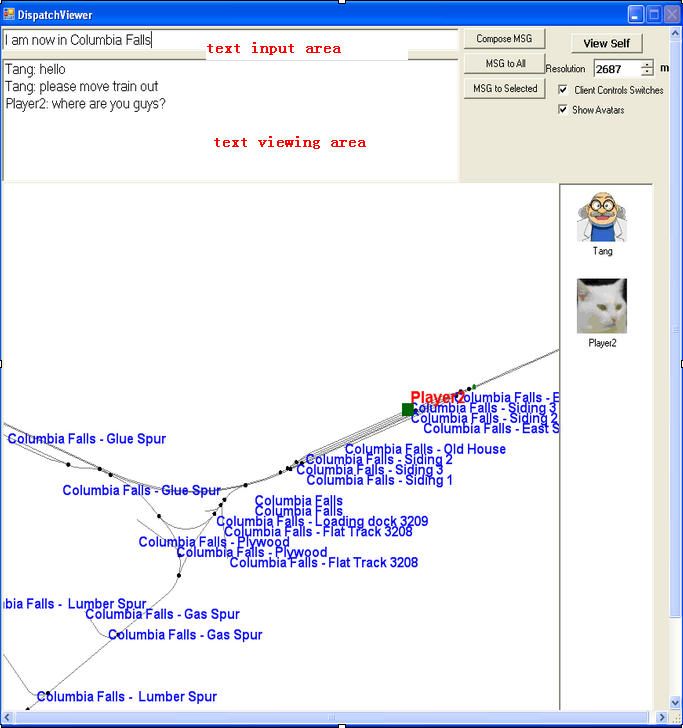 DispatchViewer
I am now in Columbia Falls
text input area
Compose MSG
View Self
MSG to All
Resolution 2687 m
MSG to Selected
Client Controls Switches
Show Avatars
Tang: hello
Tang: please move train out
Player2: where are you guys?
text viewing area
Tang
Player2
Player2
Columbia Falls - E
Columbia Falls - Siding 3
Columbia Falls - Siding 2
Columbia Falls - East S
Columbia Falls - Glue Spur
Columbia Falls - Old House
Columbia Falls - Siding 2
Columbia Falls - Siding 3
Columbia Falls - Siding 1
Columbia Falls - Glue Spur
Columbia Falls
Columbia Falls
Columbia Falls - Loading dock 3209
Columbia Falls - Flat Track 3208
Columbia Falls - Plywood
Columbia Falls - Plywood
Columbia Falls - Flat Track 3208
bia Falls - Lumber Spur
Columbia Falls - Gas Spur
Columbia Falls - Gas Spur
Columbia Falls - Lumber Spur